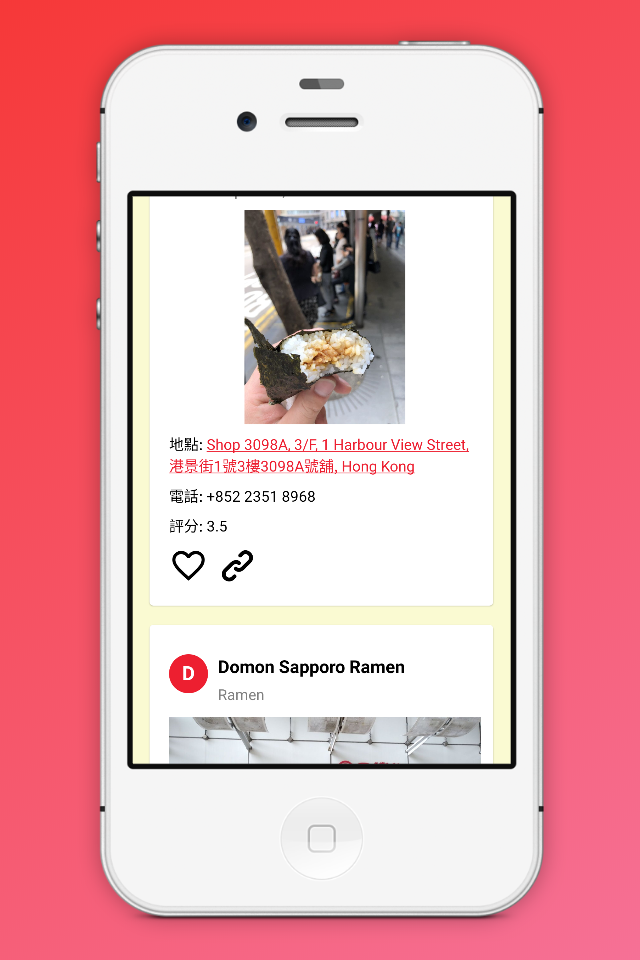 地點: Shop 3098A, 3/F, 1 Harbour View Street,
港景街1號3樓3098A號舖, Hong Kong
電話: +852 2351 8968
評分: 3.5
D
Domon Sapporo Ramen
Ramen